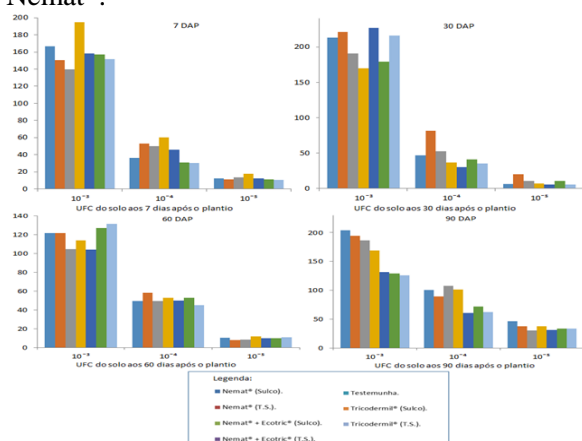 Nemat®.
7 DAP
200
180
160
140
120
100
80
60
40
20
0
10⁻³ 10⁻⁴ 10⁻⁵
UFC do solo aos 7 dias após o plantio
30 DAP
200
150
100
50
0
10⁻³ 10⁻⁴ 10⁻⁵
UFC do solo aos 30 dias após o plantio
60 DAP
140
120
100
80
60
40
20
0
10⁻³ 10⁻⁴ 10⁻⁵
UFC do solo aos 60 dias após o plantio
90 DAP
200
150
100
50
0
10⁻³ 10⁻⁴ 10⁻⁵
UFC do solo aos 90 dias após o plantio
Legenda:
Nemat® (Sulco). Testemunha.
Nemat® (T.S.). Tricodermil® (Sulco).
Nemat® + Ecotric® (Sulco). Tricodermil® (T.S.).
Nemat® + Ecotric® (T.S.).